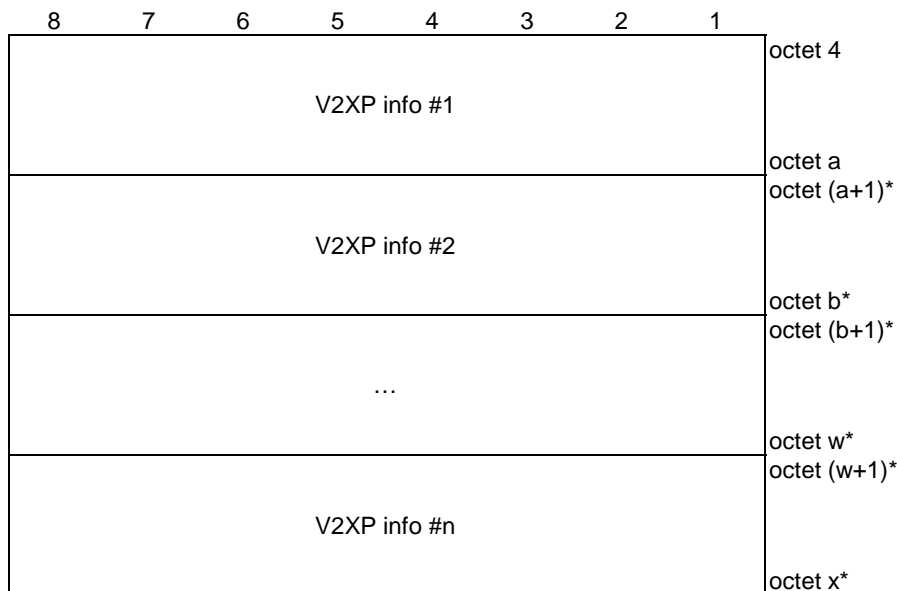 8 7 6 5 4 3 2 1
octet 4
V2XP info #1
octet a
octet (a+1)*
V2XP info #2
octet b*
octet (b+1)*
…
octet w*
octet (w+1)*
V2XP info #n
octet x*